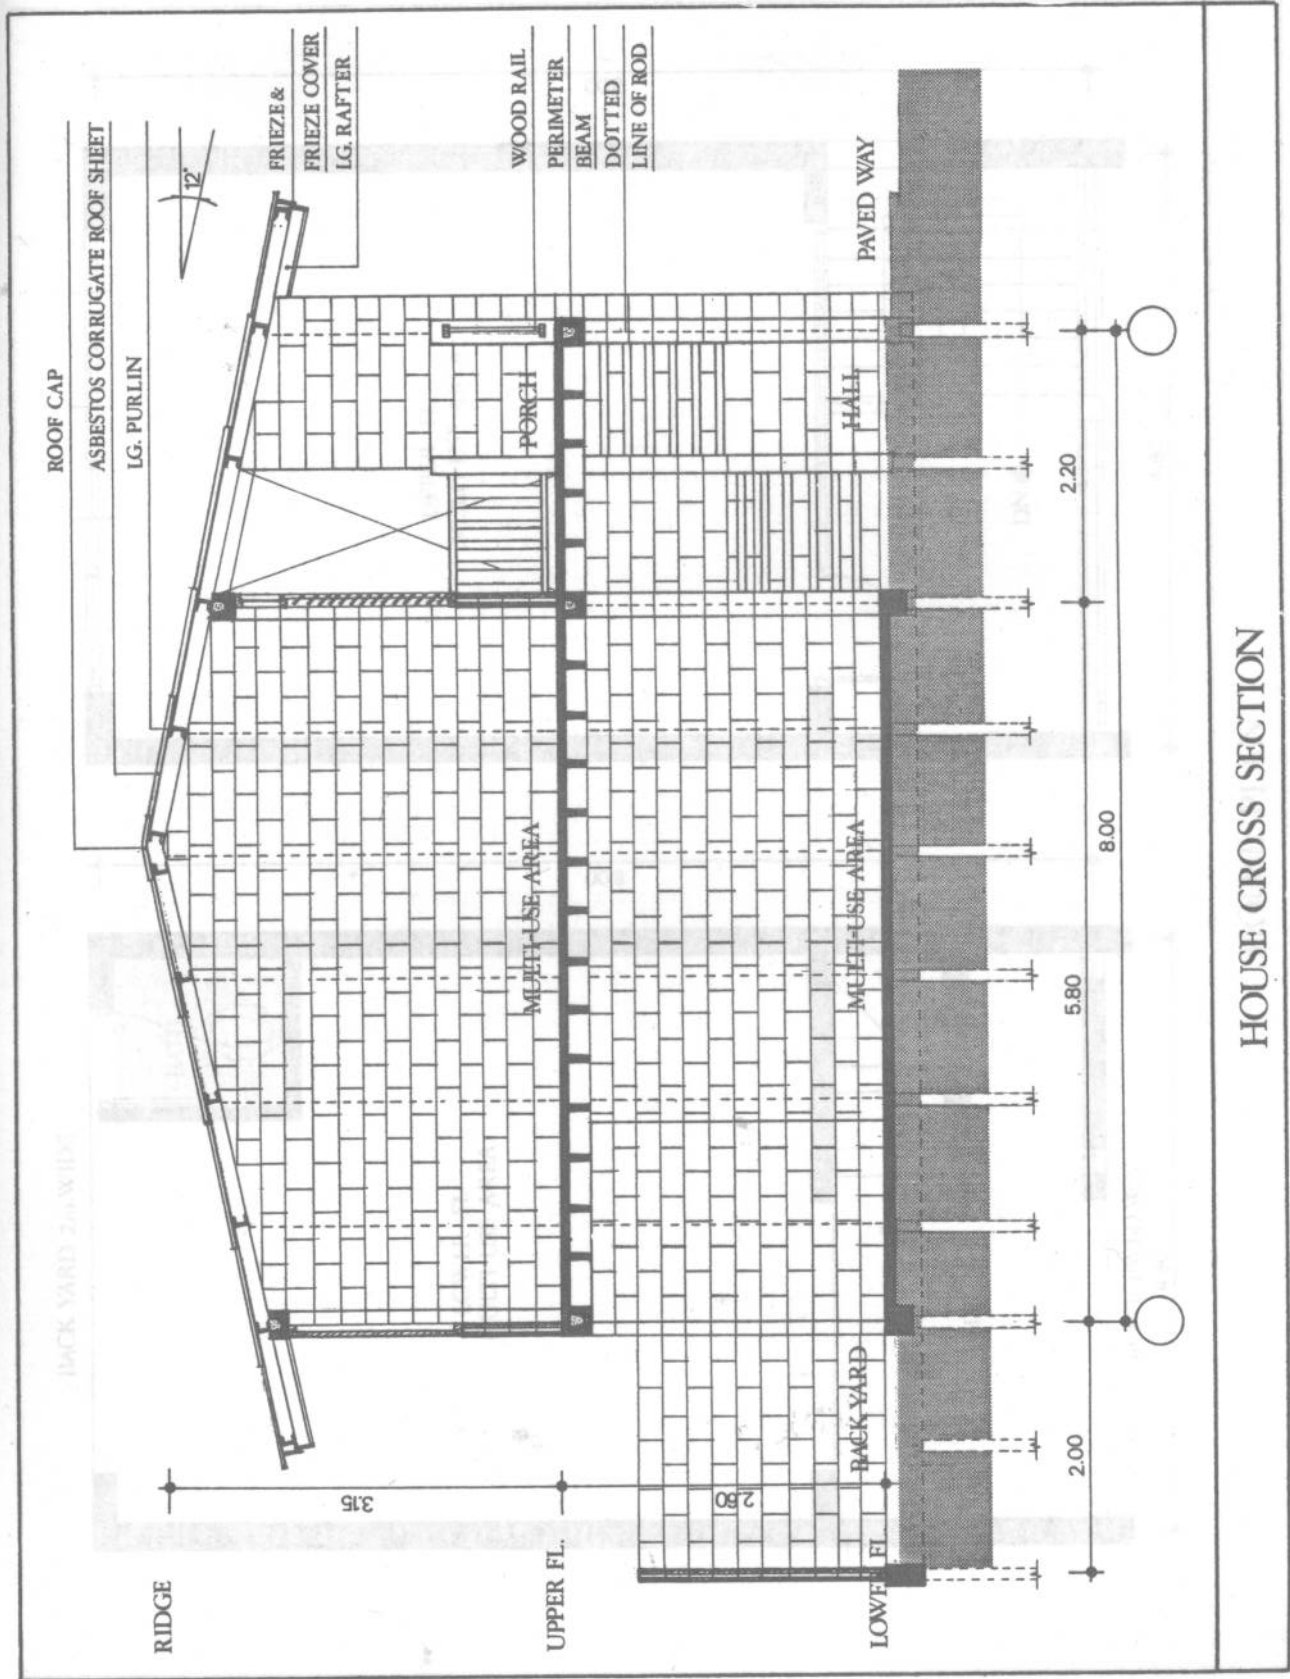 ROOF CAP
ASBESTOS CORRUGATE ROOF SHEET
LG. PURLIN
12°
FRIEZE &
FRIEZE COVER
LG. RAFTER
WOOD RAIL
PERIMETER
BEAM
DOTTED
LINE OF ROD
PAVED WAY
RIDGE
3.15
UPPER FL.
2.60
LOWE FL
MULTI-USE AREA
PORCH
BACK YARD
MULTI-USE AREA
HALL
2.00
5.80
2.20
8.00
HOUSE CROSS SECTION